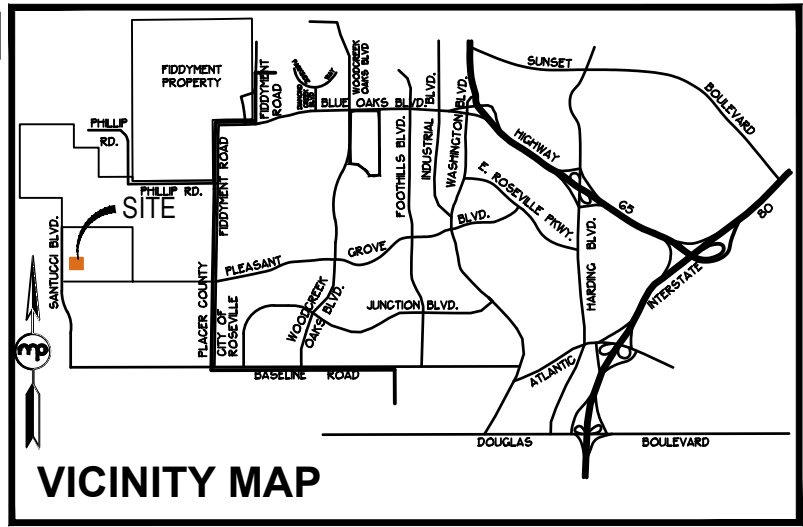 FIDDYMENT
PROPERTY
FIDDYMENT
ROAD
WOODCREEK
OAKS BLVD
BLUE OAKS BLVD.
SUNSET
BOULEVARD
PHILLIP
RD.
PHILLIP RD.
SITE
SANTUCCI BLVD.
FIDDYMENT ROAD
FOOTHILLS BLVD.
INDUSTRIAL BLVD.
WASHINGTON BLVD.
HIGHWAY
65
E. ROSEVILLE PKWY.
HARDING BLVD.
INTERSTATE
80
PLEASANT
GROVE
BLVD.
PLACER COUNTY
CITY OF
ROSEVILLE
WOODCREEK
OAKS BLVD.
JUNCTION BLVD.
BASELINE ROAD
ATLANTIC
DOUGLAS
BOULEVARD
mp
VICINITY MAP